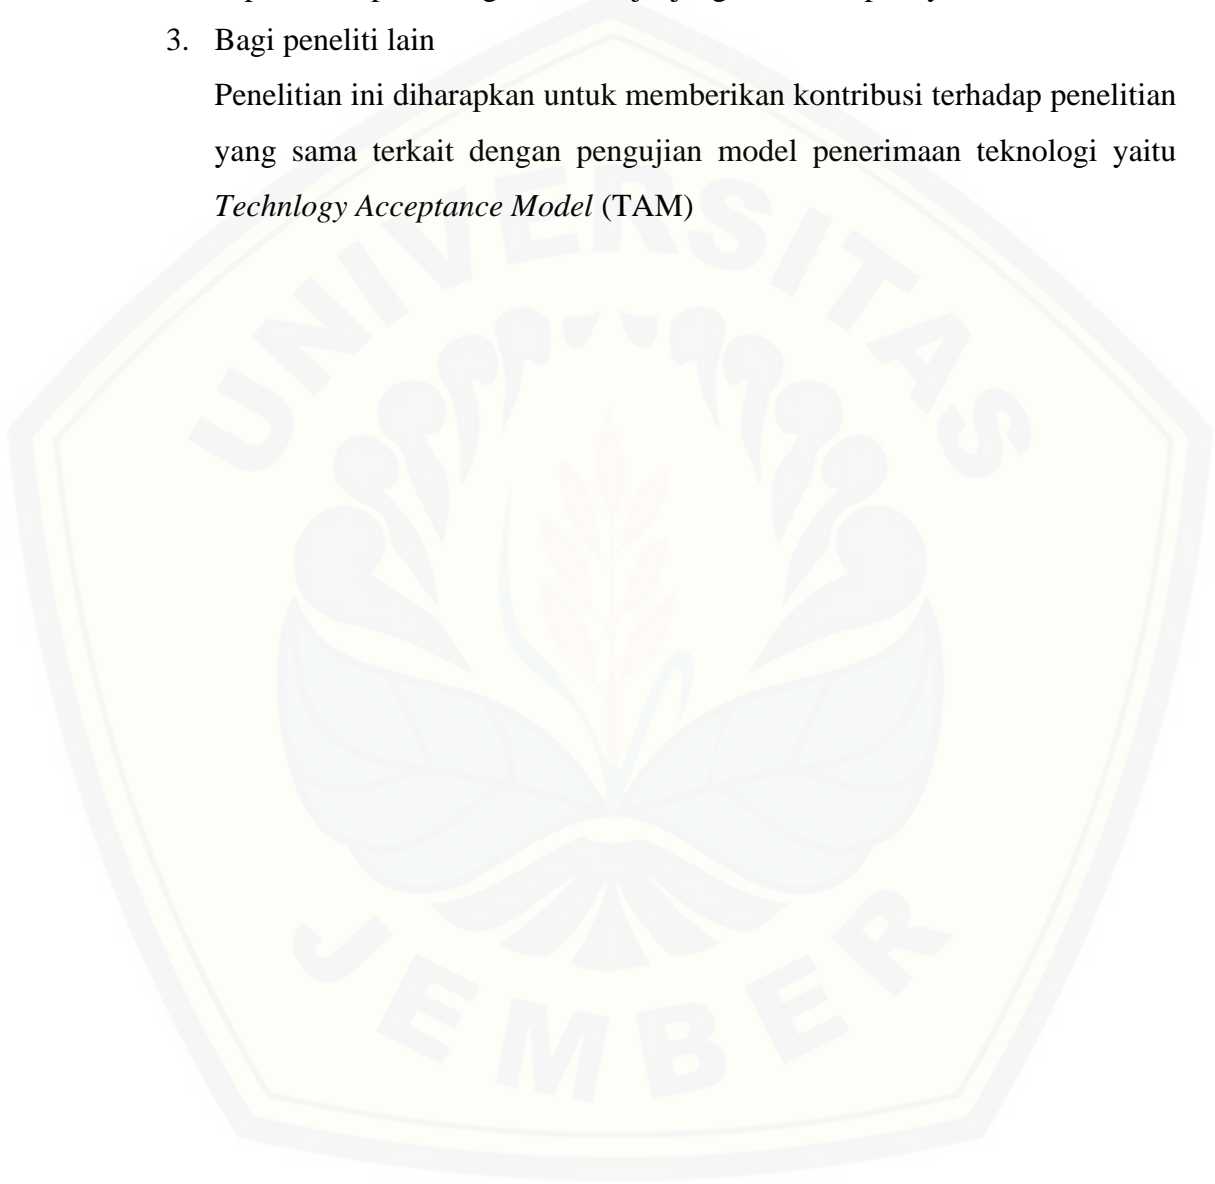 3. Bagi peneliti lain
Penelitian ini diharapkan untuk memberikan kontribusi terhadap penelitian
yang sama terkait dengan pengujian model penerimaan teknologi yaitu
Technlogy Acceptance Model (TAM)
UNIVERSITAS
JEMBER